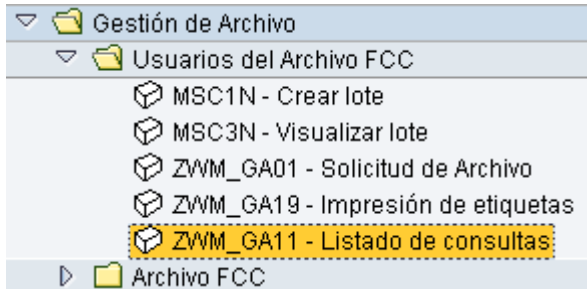 Gestión de Archivo
Usuarios del Archivo FCC
MSC1N - Crear lote
MSC3N - Visualizar lote
ZWM_GA01 - Solicitud de Archivo
ZWM_GA19 - Impresión de etiquetas
ZWM_GA11 - Listado de consultas
Archivo FCC